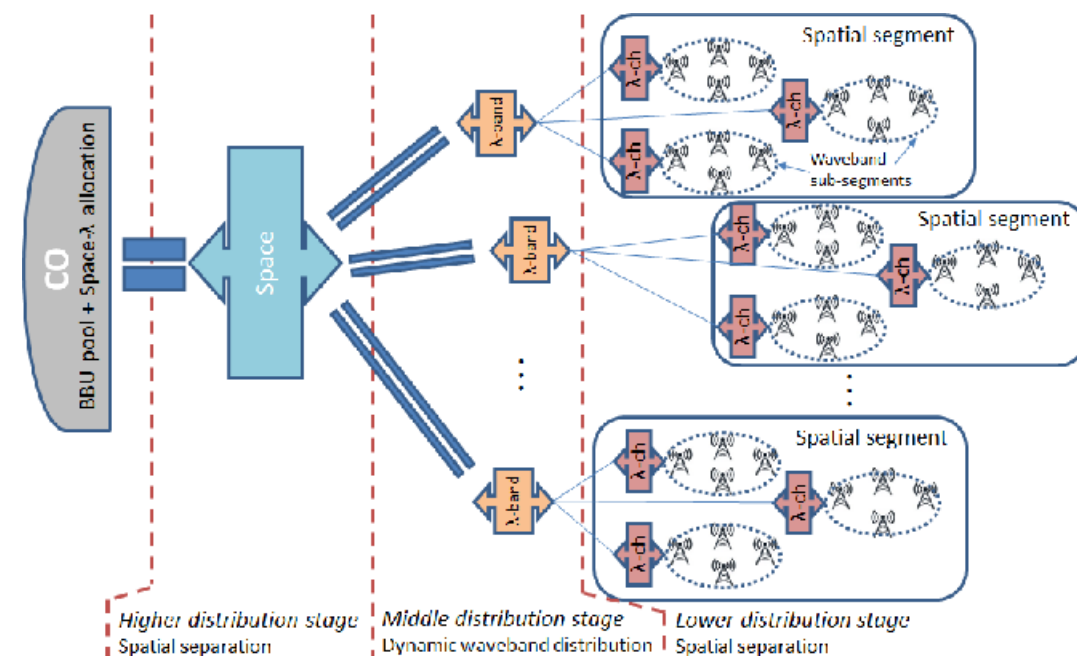 CO
BBU pool + Space-λ allocation
Space
λ-band
λ-band
...
λ-band
Spatial segment
λ-ch
λ-ch
λ-ch
Waveband
sub-segments
Spatial segment
λ-ch
λ-ch
λ-ch
...
Spatial segment
λ-ch
λ-ch
λ-ch
Higher distribution stage
Spatial separation
Middle distribution stage
Dynamic waveband distribution
Lower distribution stage
Spatial separation